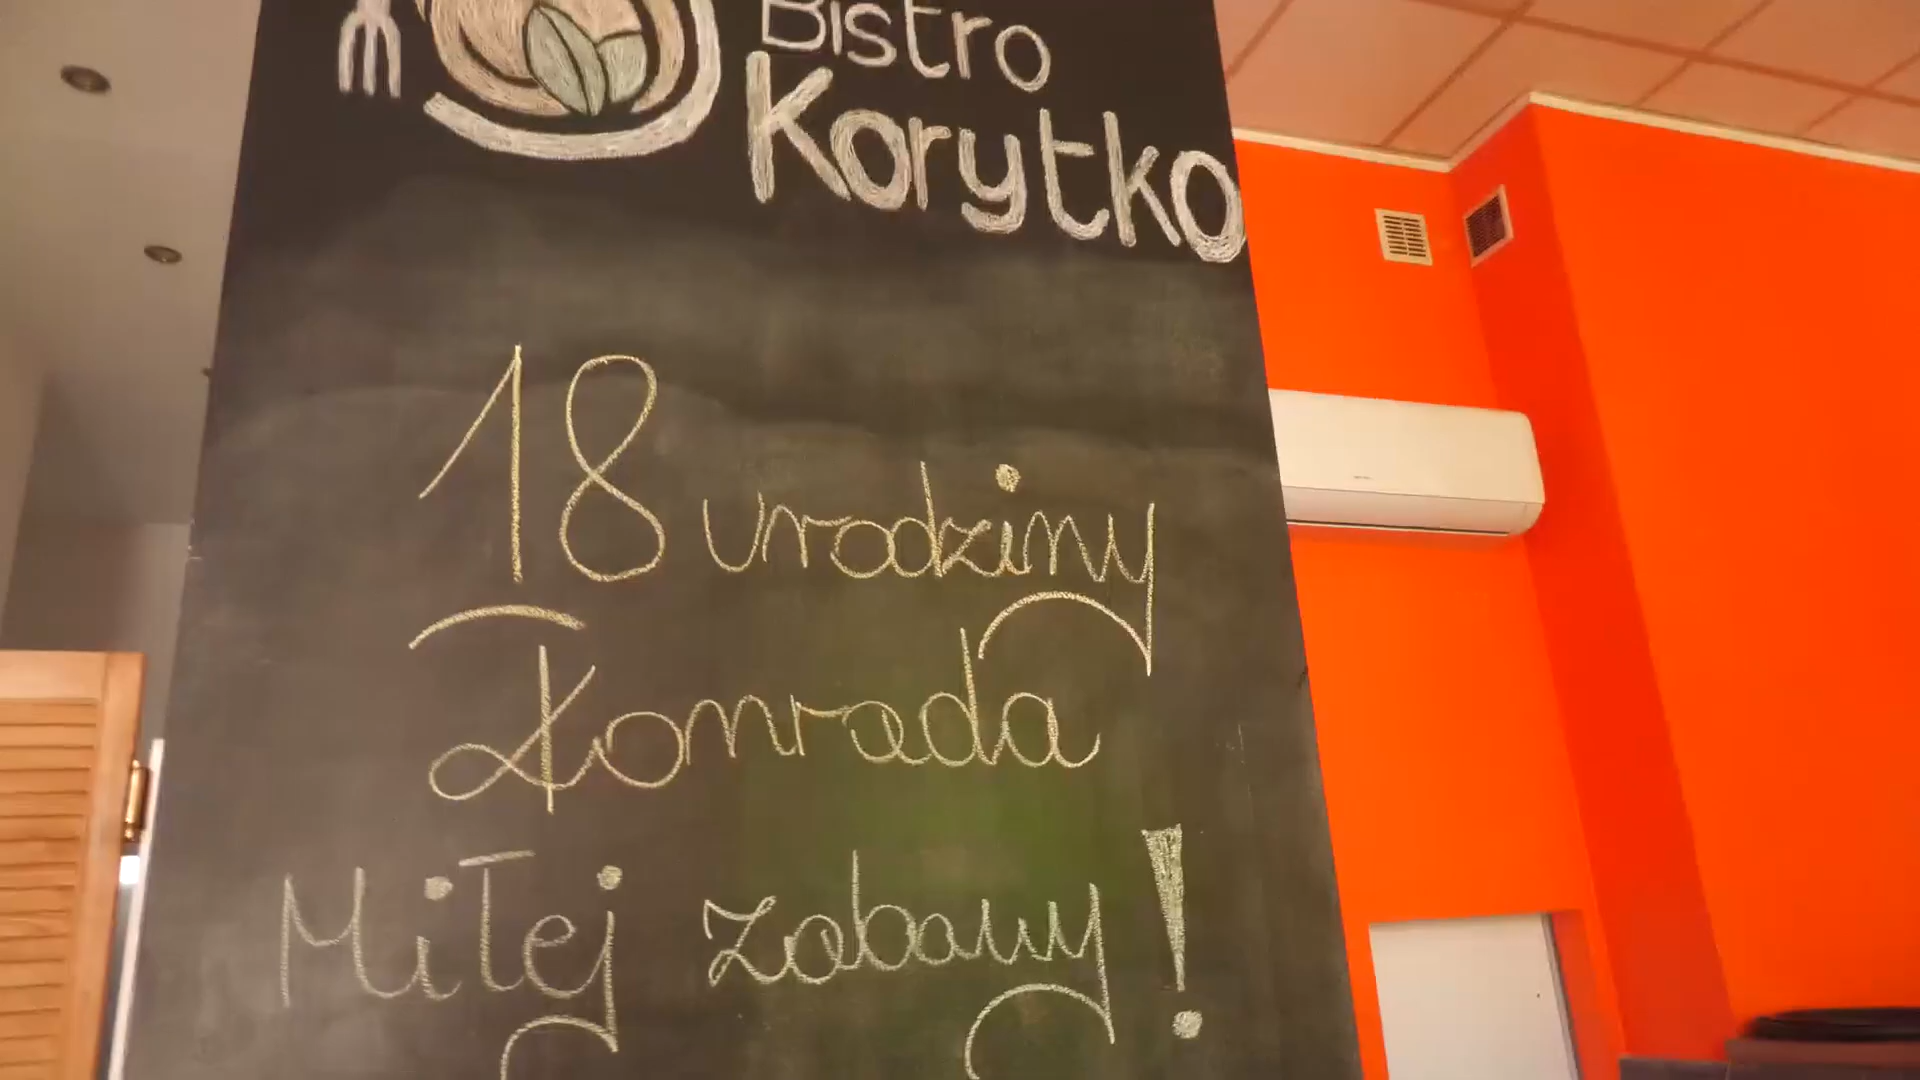 Bistro
Korytko
18 urodziny
Konrada
Miłej zabawy!